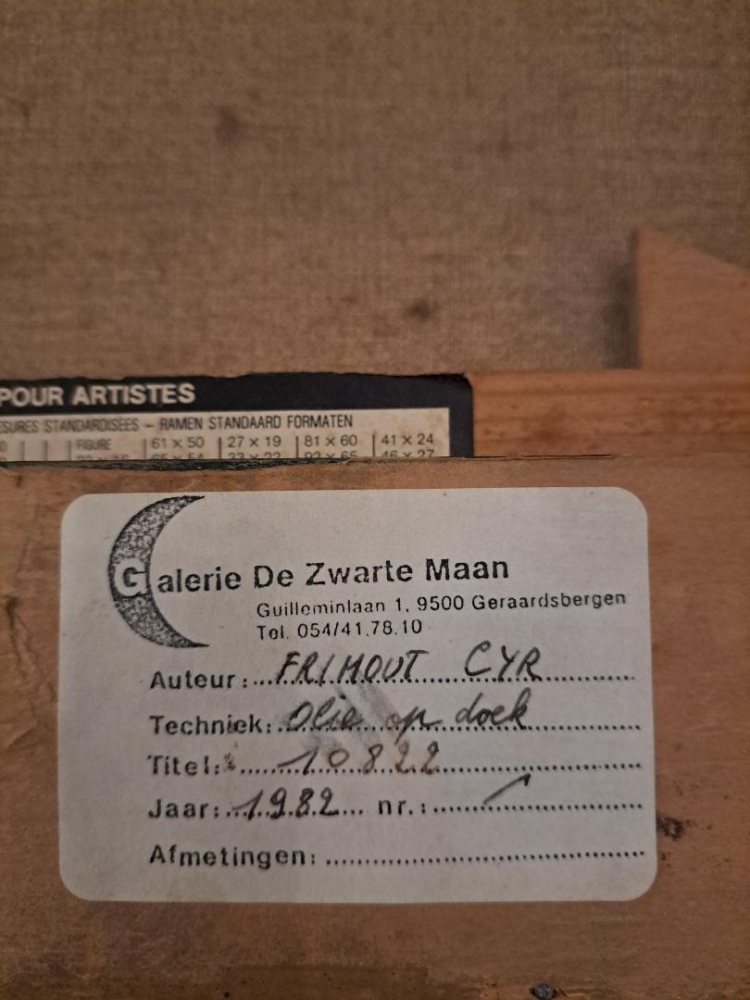 POUR ARTISTES
SURES STANDARDISÉES – RAMEN STANDAARD FORMATEN
FIGURE 61 x 50 27 x 19 81 x 60 41 x 24
Galerie De Zwarte Maan
Guilleminlaan 1, 9500 Geraardsbergen
Tel. 054/41.78.10
Auteur: FRIMOUT CYR
Techniek: Olie op doek
Titel: 10822
Jaar: 1982 nr.: /
Afmetingen: